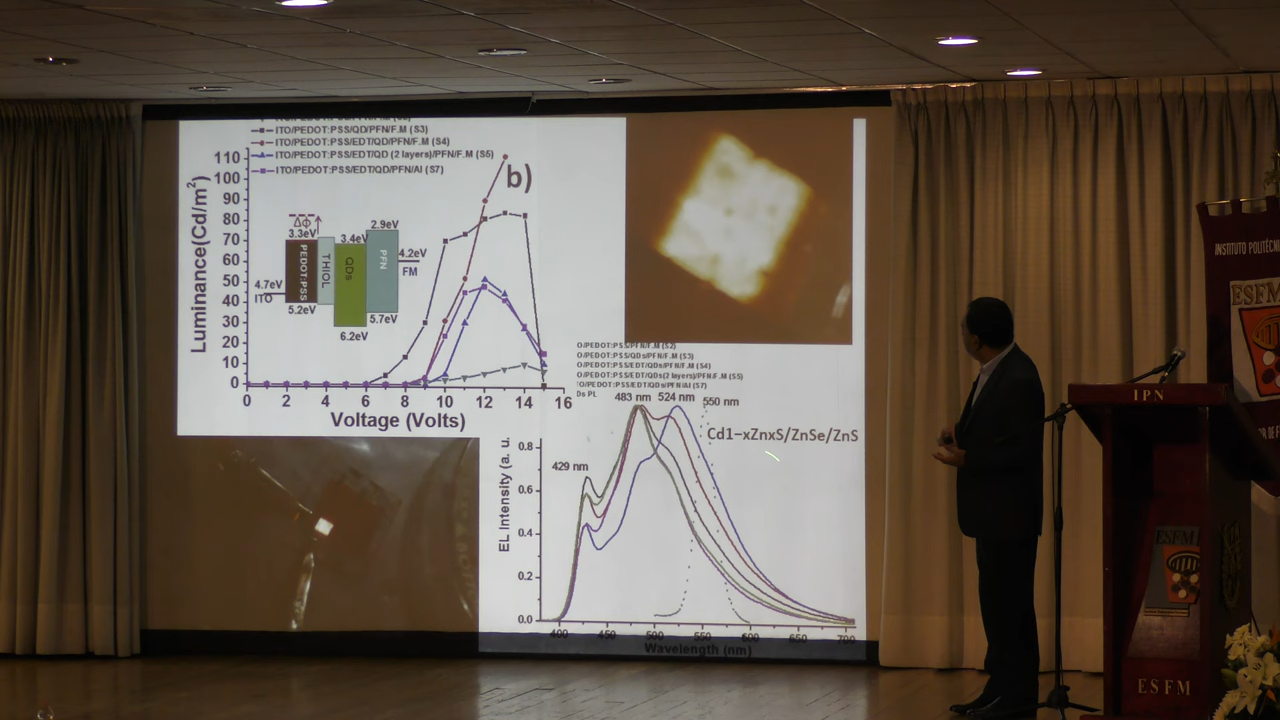 ITO/PEDOT:PSS/QD/PFN/F.M (S3)
ITO/PEDOT:PSS/EDT/QD/PFN/F.M (S4)
ITO/PEDOT:PSS/EDT/QD (2 layers)/PFN/F.M (S5)
ITO/PEDOT:PSS/EDT/QD/PFN/Al (S7)
b)
Luminance(Cd/m²)
110
100
90
80
70
60
50
40
30
20
10
0
0 2 4 6 8 10 12 14 16
Voltage (Volts)
ΔΦ
3.3eV
3.4eV
2.9eV
4.2eV
FM
4.7eV
ITO
5.2eV
6.2eV
5.7eV
PEDOT:PSS
THIOL
QDs
PFN
O/PEDOT:PSS/PFN/F.M (S2)
O/PEDOT:PSS/QDs/PFN/F.M (S3)
O/PEDOT:PSS/EDT/QDs/PFN/F.M (S4)
O/PEDOT:PSS/EDT/QDs(2 layers)/PFN/F.M (S5)
O/PEDOT:PSS/EDT/QDs/PFN/Al (S7)
Ds PL
483 nm 524 nm 550 nm
Cd1−xZnxS/ZnSe/ZnS
429 nm
EL Intensity (a. u.
0.8
0.6
0.4
0.2
0.0
400 450 500 550 600 650 700
Wavelength (nm)
INSTITUTO POLITÉCNI
ESFM
IPN
ESFM
ESFM